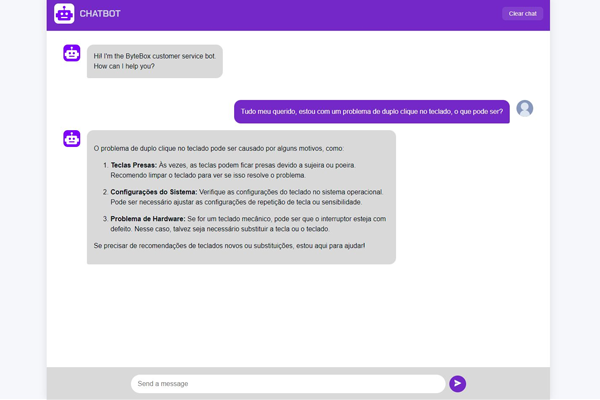 CHATBOT
Clear chat
Hi! I'm the ByteBox customer service bot.
How can I help you?
Tudo meu querido, estou com um problema de duplo clique no teclado, o que pode ser?
O problema de duplo clique no teclado pode ser causado por alguns motivos, como:
1. Teclas Presas: Às vezes, as teclas podem ficar presas devido a sujeira ou poeira.
Recomendo limpar o teclado para ver se isso resolve o problema.
2. Configurações do Sistema: Verifique as configurações do teclado no sistema operacional.
Pode ser necessário ajustar as configurações de repetição de tecla ou sensibilidade.
3. Problema de Hardware: Se for um teclado mecânico, pode ser que o interruptor esteja com
defeito. Nesse caso, talvez seja necessário substituir a tecla ou o teclado.
Se precisar de recomendações de teclados novos ou substituições, estou aqui para ajudar!
Send a message